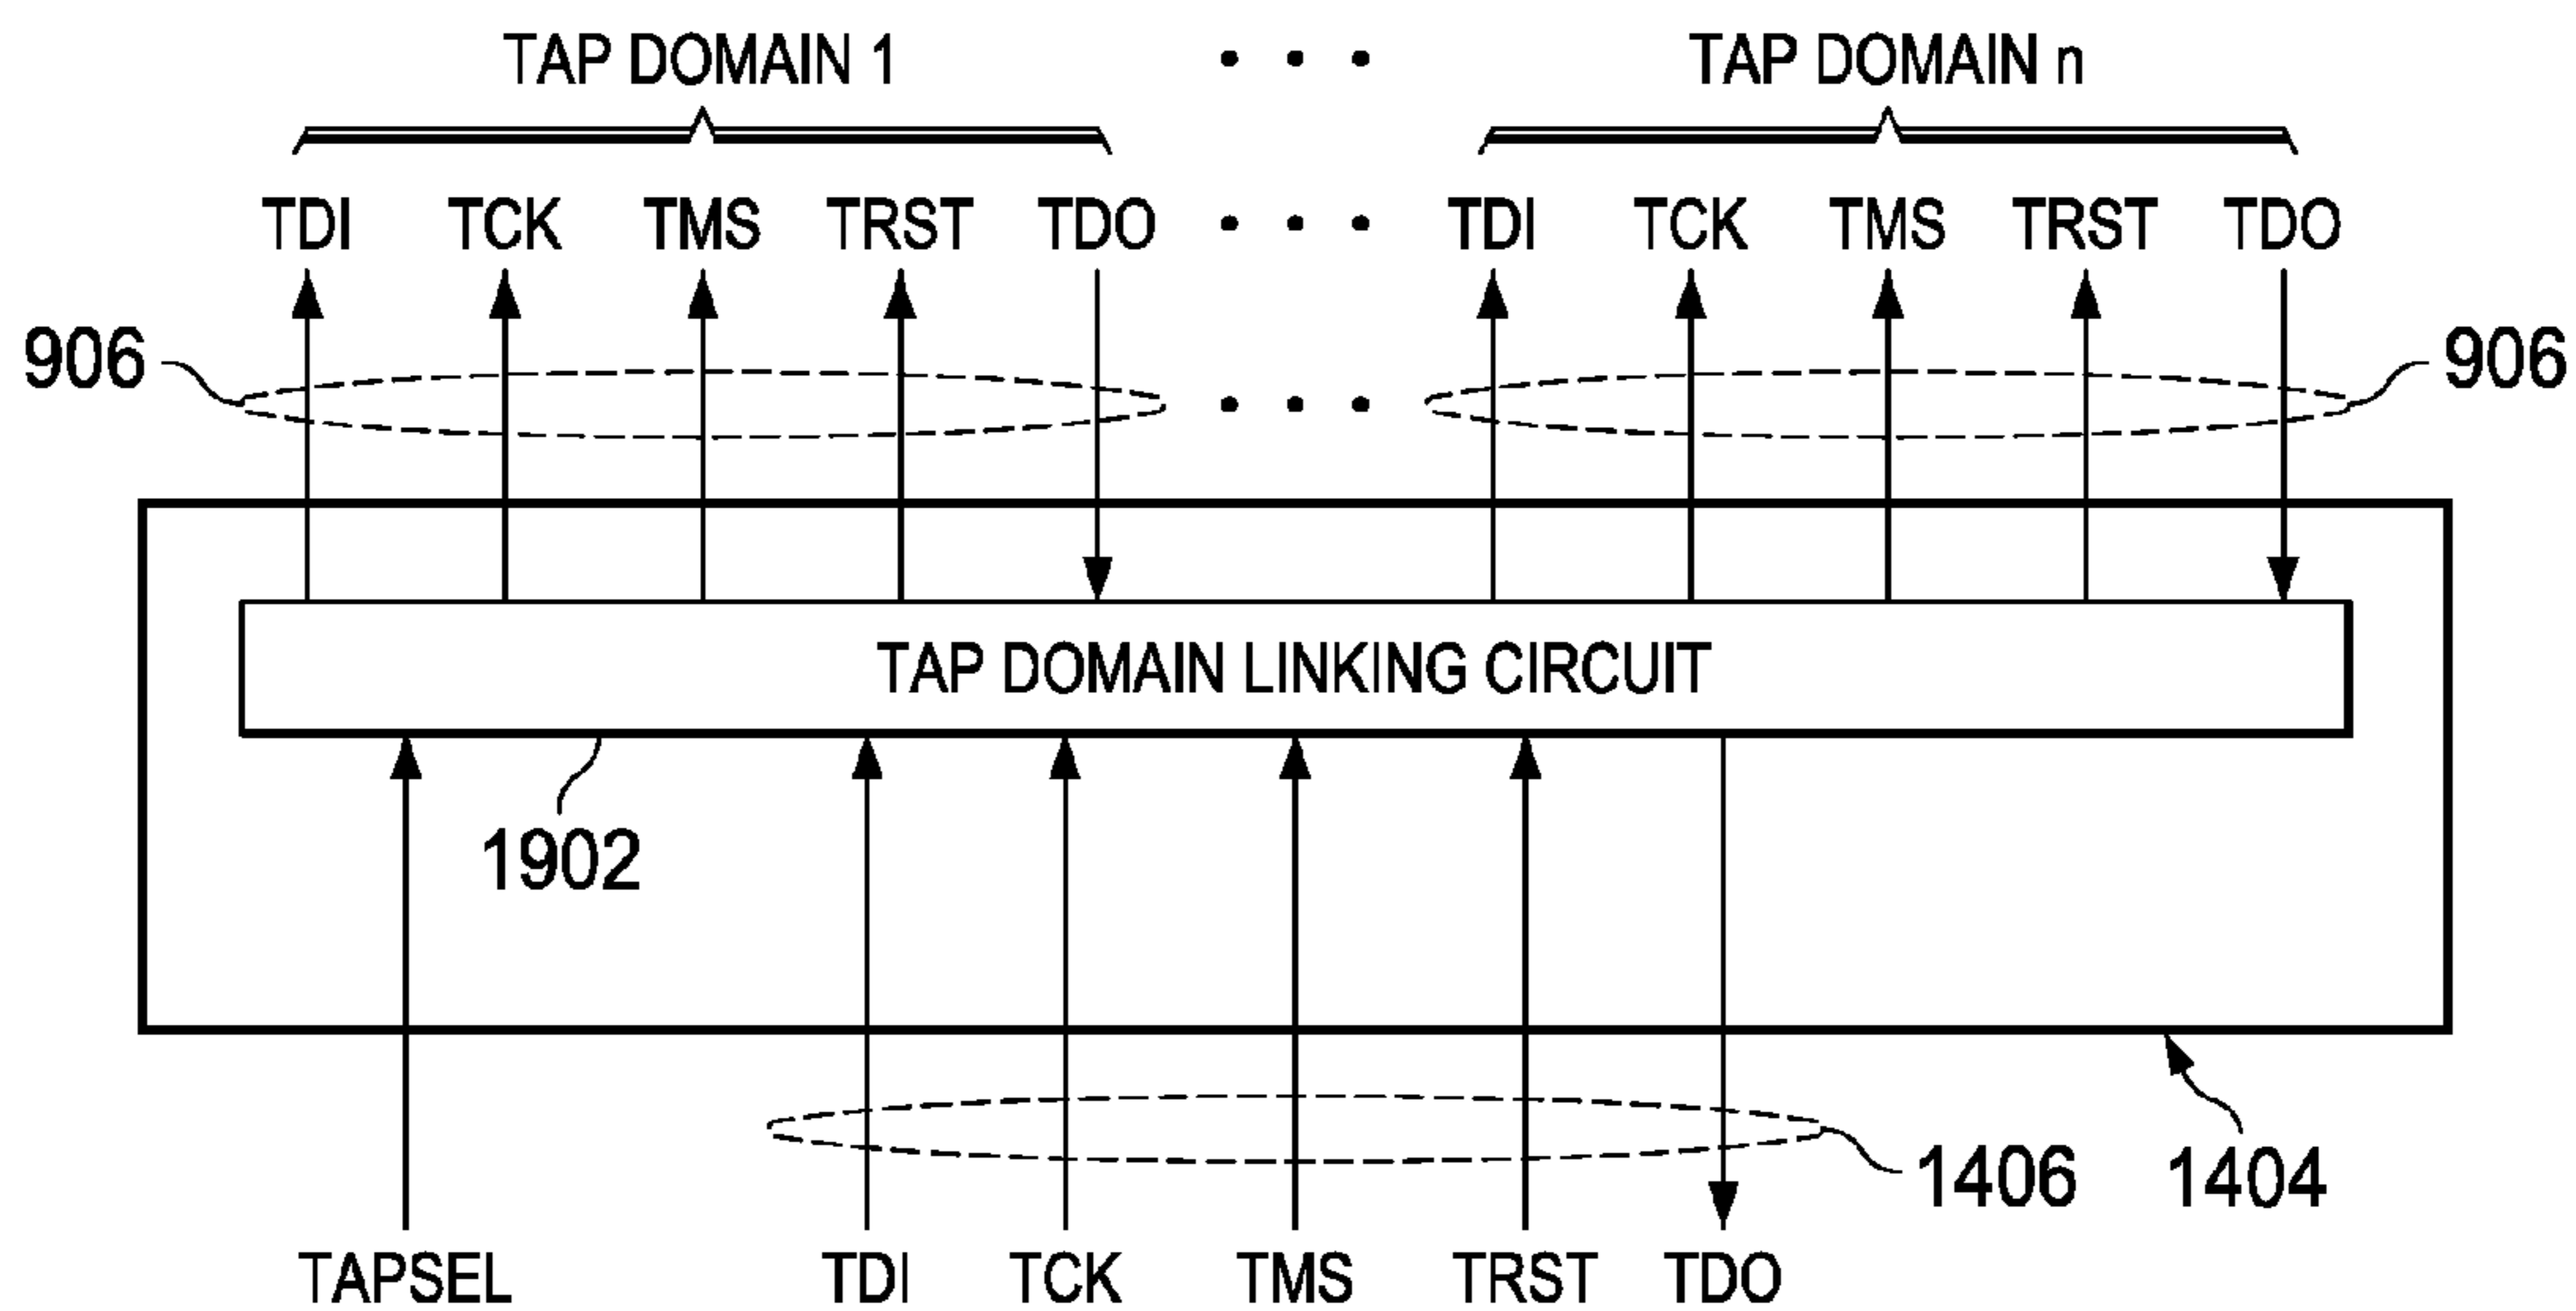 TAP DOMAIN 1 • • • TAP DOMAIN n
TDI TCK TMS TRST TDO • • • TDI TCK TMS TRST TDO
906 • • • 906
TAP DOMAIN LINKING CIRCUIT
1902
1406 1404
TAPSEL TDI TCK TMS TRST TDO